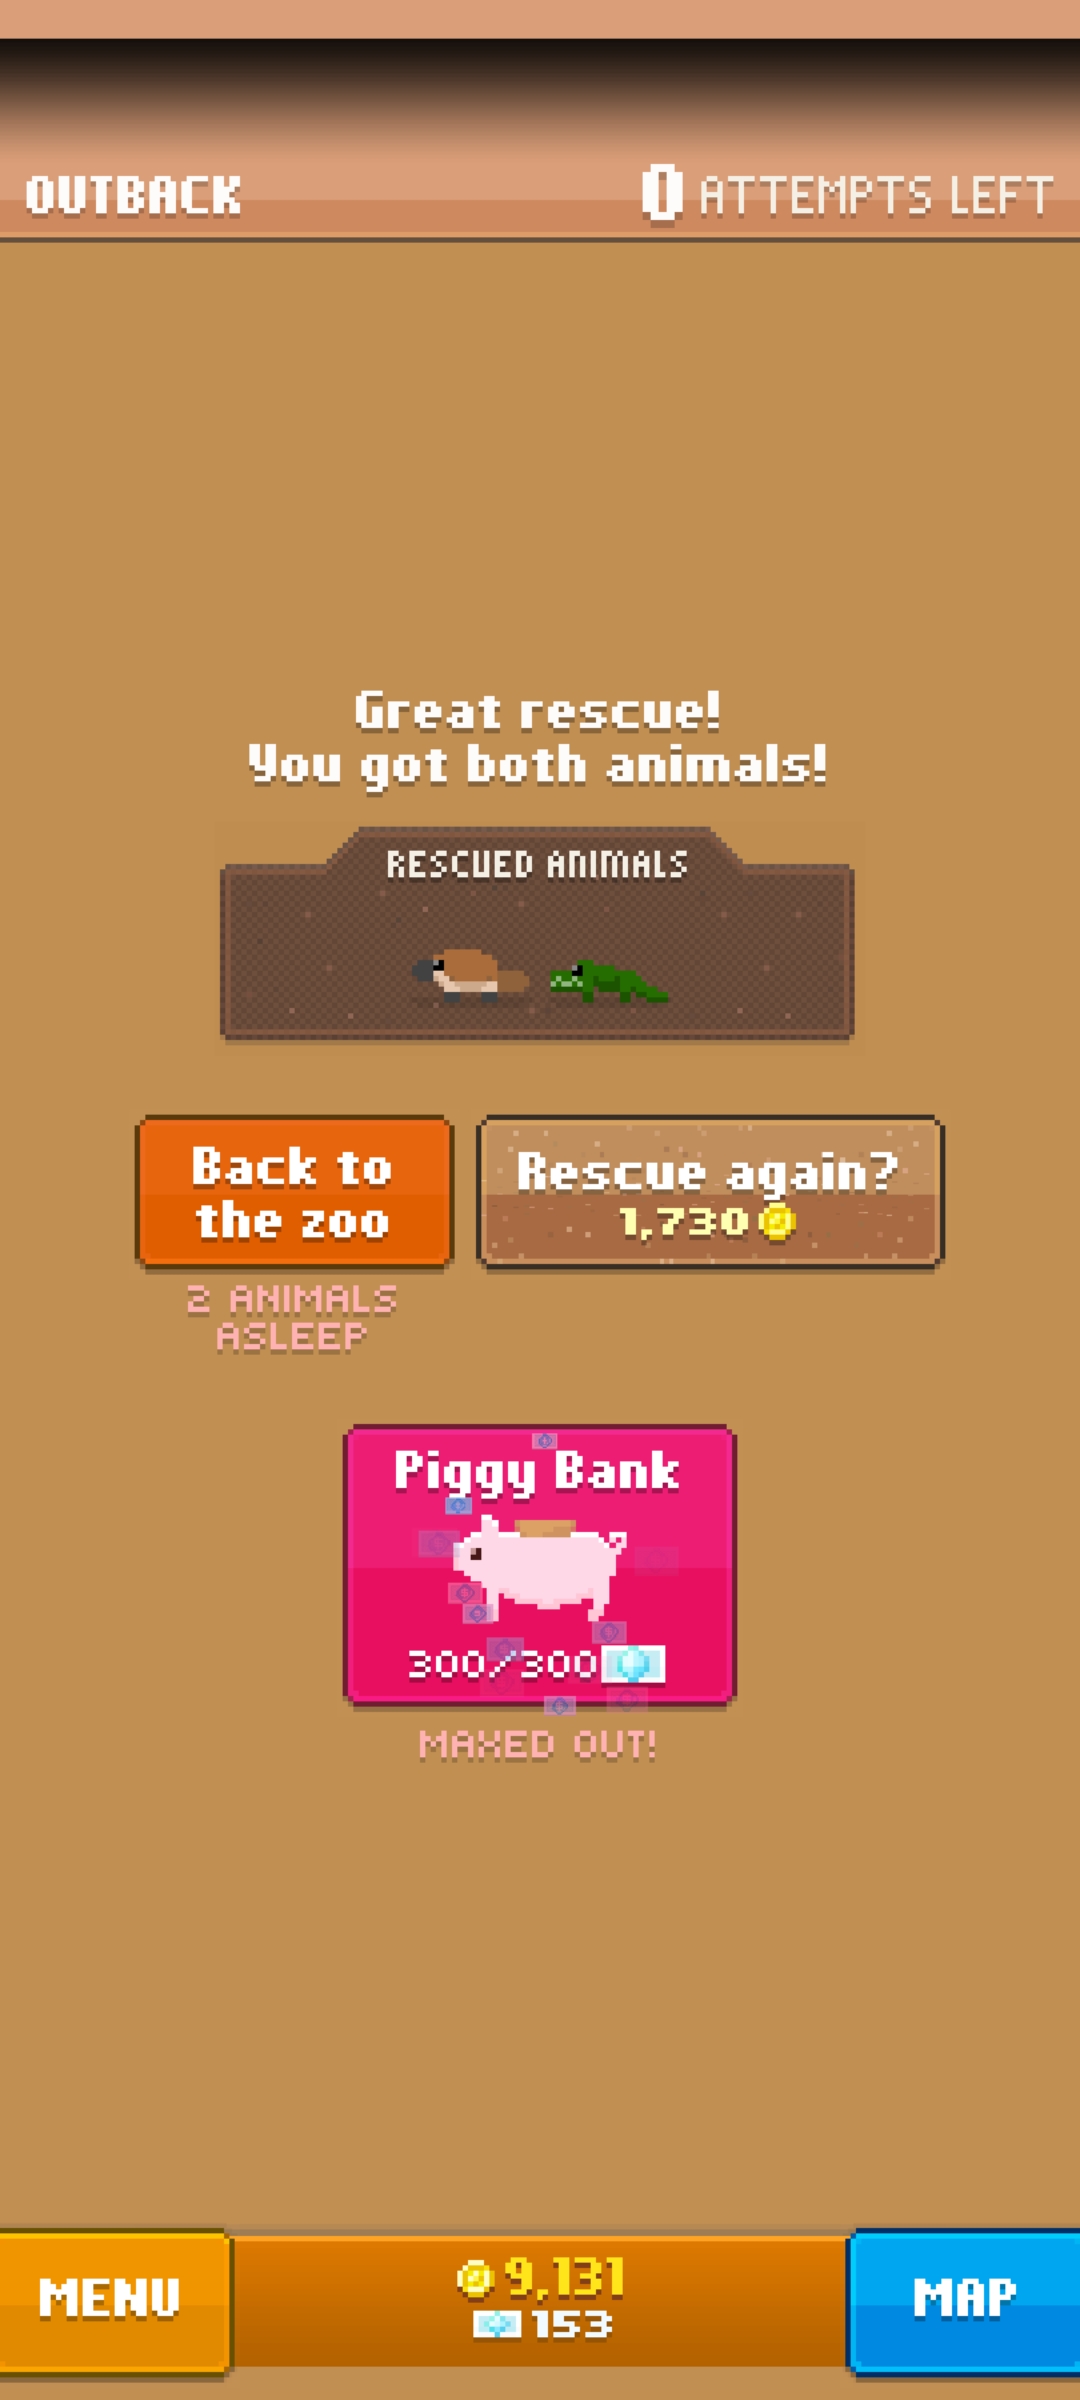 OUTBACK
0 ATTEMPTS LEFT
Great rescue!
You got both animals!
RESCUED ANIMALS
Back to
the zoo
Rescue again?
1,730
2 ANIMALS
ASLEEP
Piggy Bank
300/300
MAXED OUT!
MENU
9,131
153
MAP